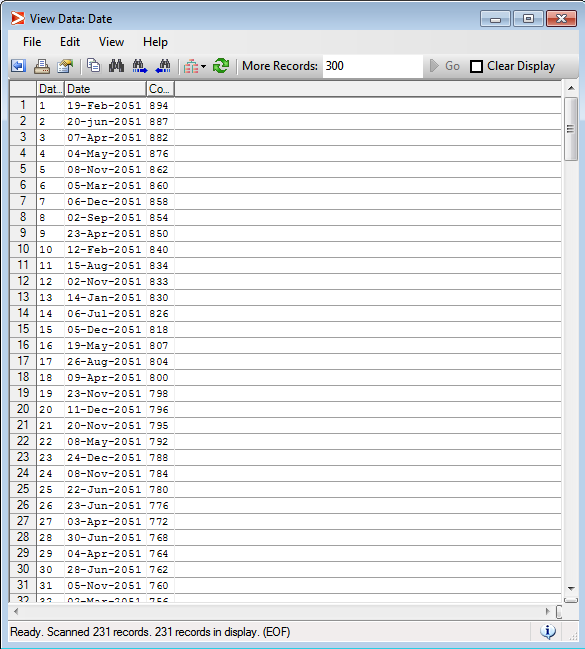 View Data: Date
File Edit View Help
More Records: 300 Go Clear Display
Dat... Date Co...
1 1 19-Feb-2051 894
2 2 20-jun-2051 887
3 3 07-Apr-2051 882
4 4 04-May-2051 876
5 5 08-Nov-2051 862
6 6 05-Mar-2051 860
7 7 06-Dec-2051 858
8 8 02-Sep-2051 854
9 9 23-Apr-2051 850
10 10 12-Feb-2051 840
11 11 15-Aug-2051 834
12 12 02-Nov-2051 833
13 13 14-Jan-2051 830
14 14 06-Jul-2051 826
15 15 05-Dec-2051 818
16 16 19-May-2051 807
17 17 26-Aug-2051 804
18 18 09-Apr-2051 800
19 19 23-Nov-2051 798
20 20 11-Dec-2051 796
21 21 20-Nov-2051 795
22 22 08-May-2051 792
23 23 24-Dec-2051 788
24 24 08-Nov-2051 784
25 25 22-Jun-2051 780
26 26 23-Jun-2051 776
27 27 03-Apr-2051 772
28 28 30-Jun-2051 768
29 29 04-Apr-2051 764
30 30 28-Jun-2051 762
31 31 05-Nov-2051 760
32 32 02-Mar-2051 756
Ready. Scanned 231 records. 231 records in display. (EOF)